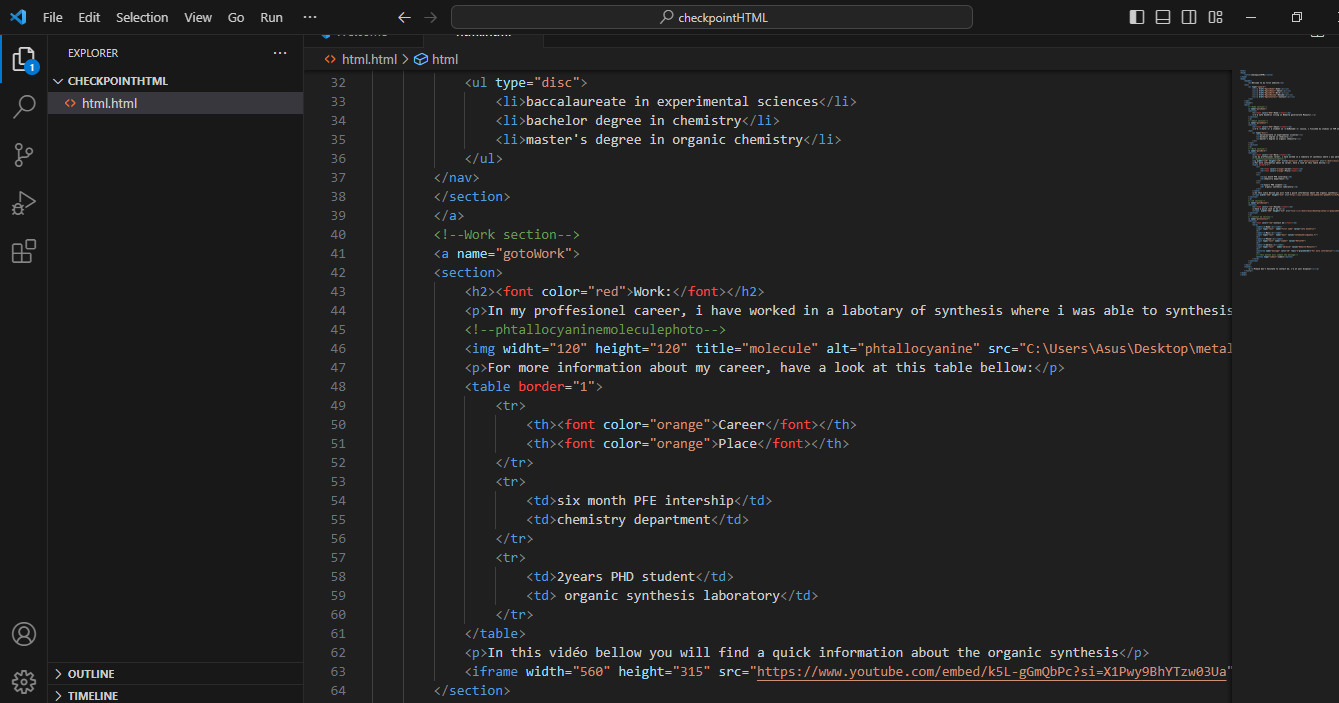 File Edit Selection View Go Run ··· checkpointHTML
EXPLORER ···
CHECKPOINTHTML
html.html
OUTLINE
TIMELINE
1
html.html > html
32 <ul type="disc">
33 <li>baccalaureate in experimental sciences</li>
34 <li>bachelor degree in chemistry</li>
35 <li>master's degree in organic chemistry</li>
36 </ul>
37 </nav>
38 </section>
39 </a>
40 <!--Work section-->
41 <a name="gotoWork">
42 <section>
43 <h2><font color="red">Work:</font></h2>
44 <p>In my proffesionel career, i have worked in a labotary of synthesis where i was able to synthesis
45 <!--phtallocyaninemoleculephoto-->
46 <img widht="120" height="120" title="molecule" alt="phtallocyanine" src="C:\Users\Asus\Desktop\metal
47 <p>For more information about my career, have a look at this table bellow:</p>
48 <table border="1">
49 <tr>
50 <th><font color="orange">Career</font></th>
51 <th><font color="orange">Place</font></th>
52 </tr>
53 <tr>
54 <td>six month PFE intership</td>
55 <td>chemistry department</td>
56 </tr>
57 <tr>
58 <td>2years PHD student</td>
59 <td> organic synthesis laboratory</td>
60 </tr>
61 </table>
62 <p>In this vidéo bellow you will find a quick information about the organic synthesis</p>
63 <iframe width="560" height="315" src="https://www.youtube.com/embed/k5L-gGmQbPc?si=X1Pwy9BhYTzw03Ua"
64 </section>